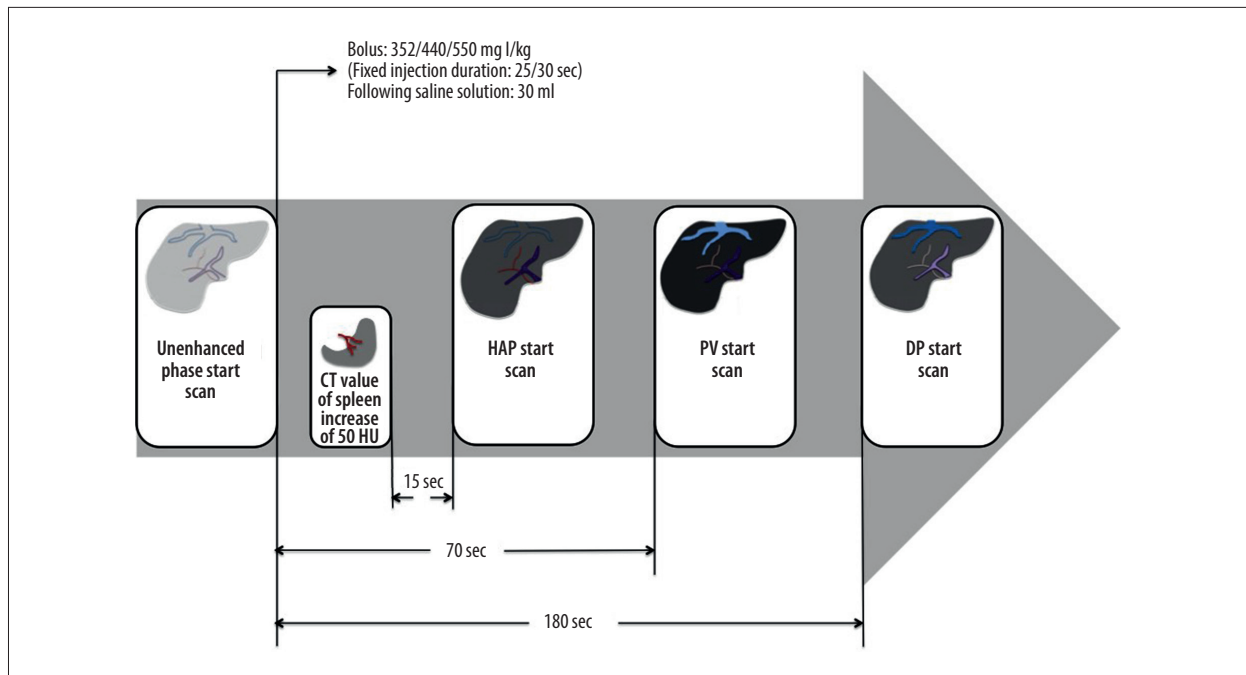 Bolus: 352/440/550 mg l/kg
(Fixed injection duration: 25/30 sec)
Following saline solution: 30 ml
Unenhanced
phase start
scan
CT value
of spleen
increase
of 50 HU
HAP start
scan
PV start
scan
DP start
scan
15 sec
70 sec
180 sec